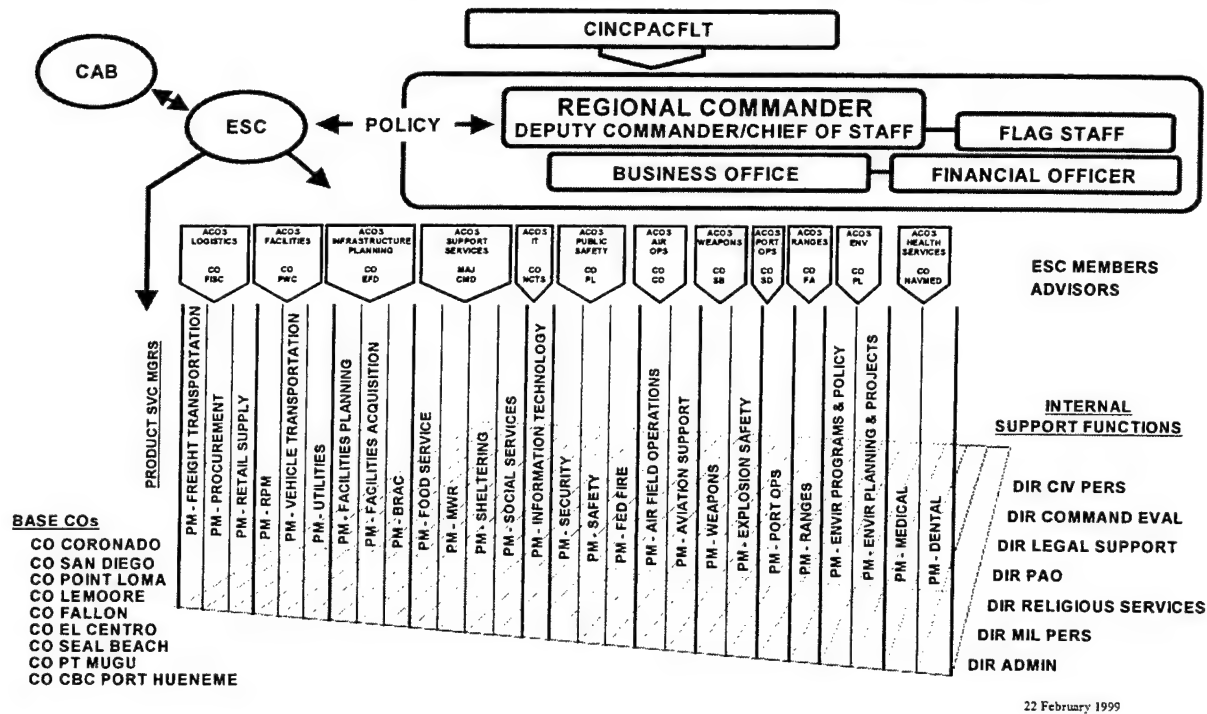 CINCPACFLT
CAB
ESC
POLICY
REGIONAL COMMANDER
DEPUTY COMMANDER/CHIEF OF STAFF
FLAG STAFF
BUSINESS OFFICE
FINANCIAL OFFICER
ACOS
LOGISTICS
CO
FISC
ACOS
FACILITIES
CO
PWC
ACOS
INFRASTRUCTURE
PLANNING
CO
EFD
ACOS
SUPPORT
SERVICES
MAJ
CMD
ACOS
IT
CO
NCTS
ACOS
PUBLIC
SAFETY
CO
PL
ACOS
AIR
OPS
CO
CO
ACOS
WEAPONS
CO
SB
ACOS
PORT-
OPS
CO
SD
ACOS
RANGES
CO
FA
ACOS
ENV
CO
PL
ACOS
HEALTH
SERVICES
CO
NAVMED
ESC MEMBERS
ADVISORS
PRODUCT SVC MGRS
PM - FREIGHT TRANSPORTATION
PM - PROCUREMENT
PM - RETAIL SUPPLY
PM - RPM
PM - VEHICLE TRANSPORTATION
PM - UTILITIES
PM - FACILITIES PLANNING
PM - FACILITIES ACQUISITION
PM - BRAC
PM - FOOD SERVICE
PM - MWR
PM - SHELTERING
PM - SOCIAL SERVICES
PM - INFORMATION TECHNOLOGY
PM - SECURITY
PM - SAFETY
PM - FED FIRE
PM - AIR FIELD OPERATIONS
PM - AVIATION SUPPORT
PM - WEAPONS
PM - EXPLOSION SAFETY
PM - PORT OPS
PM - RANGES
PM - ENVIR PROGRAMS & POLICY
PM - ENVIR PLANNING & PROJECTS
PM - MEDICAL
PM - DENTAL
INTERNAL
SUPPORT FUNCTIONS
DIR CIV PERS
DIR COMMAND EVAL
DIR LEGAL SUPPORT
DIR PAO
DIR RELIGIOUS SERVICES
DIR MIL PERS
DIR ADMIN
BASE COs
CO CORONADO
CO SAN DIEGO
CO POINT LOMA
CO LEMOORE
CO FALLON
CO EL CENTRO
CO SEAL BEACH
CO PT MUGU
CO CBC PORT HUENEME
22 February 1999